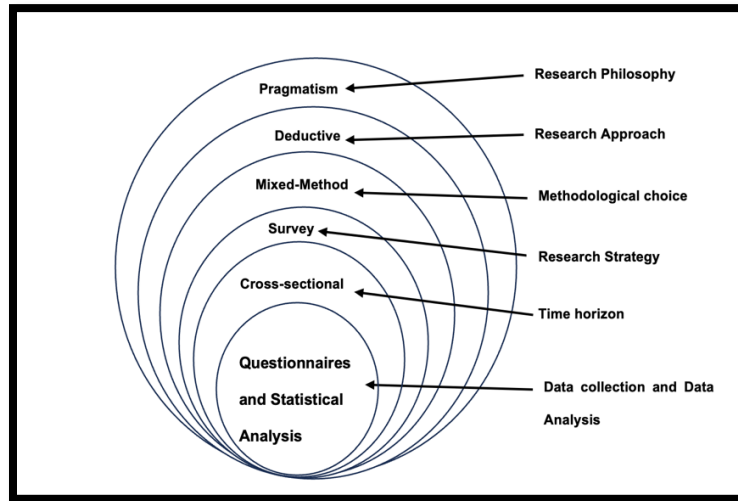 Pragmatism
Research Philosophy
Deductive
Research Approach
Mixed-Method
Methodological choice
Survey
Research Strategy
Cross-sectional
Time horizon
Questionnaires
and Statistical
Analysis
Data collection and Data
Analysis